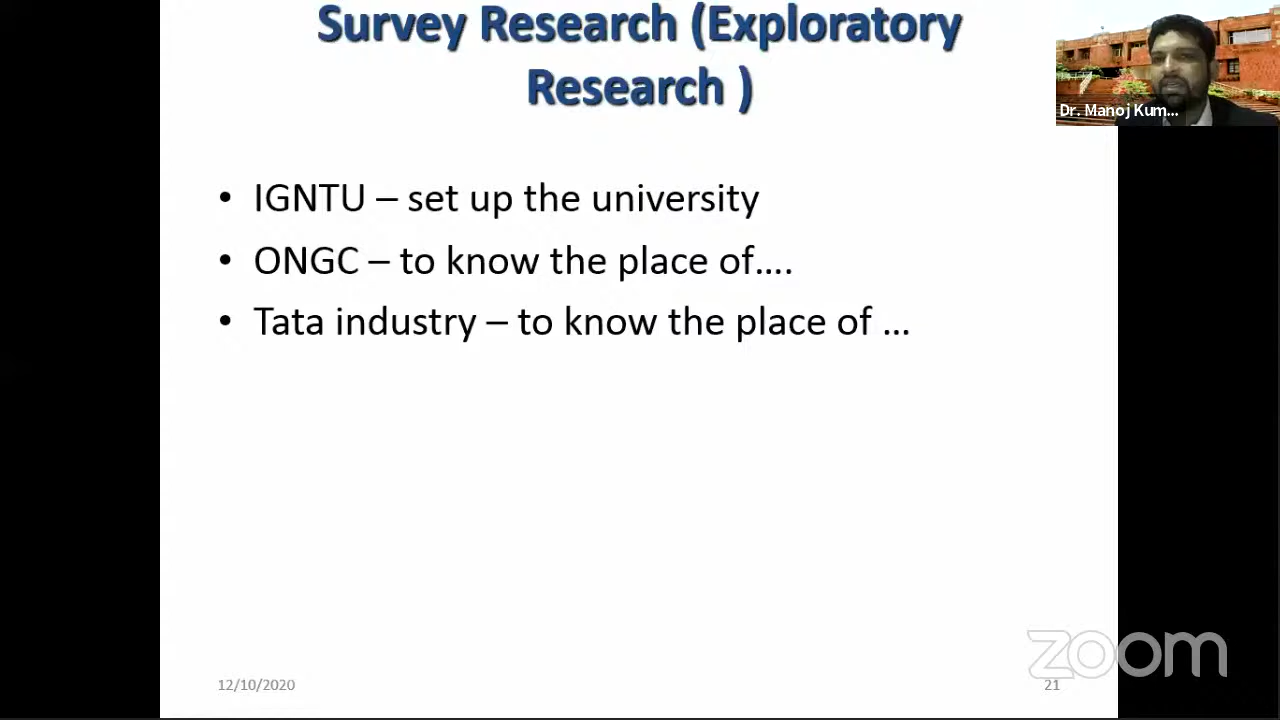 Survey Research (Exploratory
Research )
Dr. Manoj Kum...
• IGNTU – set up the university
• ONGC – to know the place of….
• Tata industry – to know the place of …
zoom
12/10/2020
21